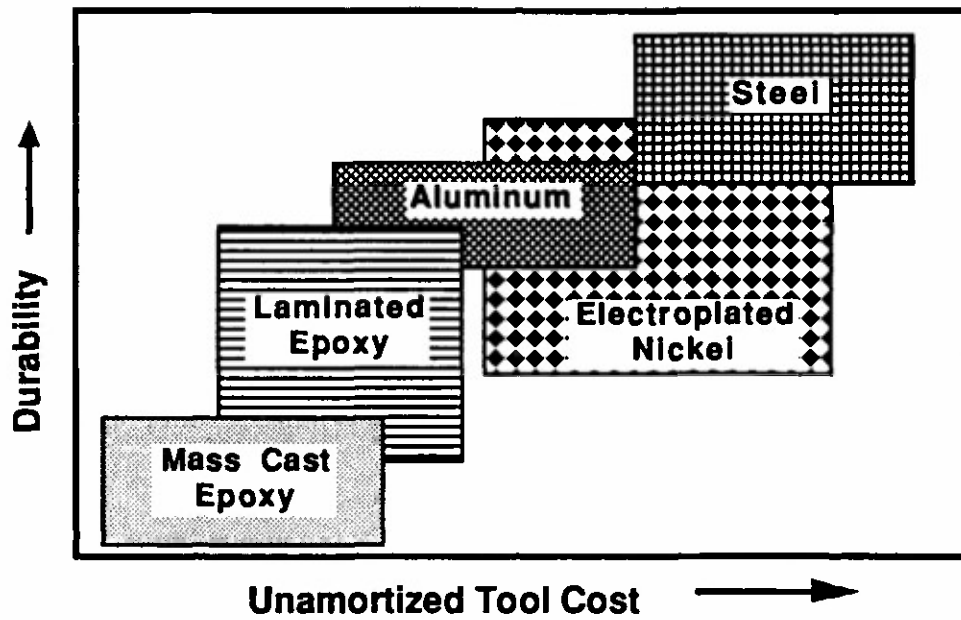 Durability
Steel
Aluminum
Laminated
Epoxy
Electroplated
Nickel
Mass Cast
Epoxy
Unamortized Tool Cost